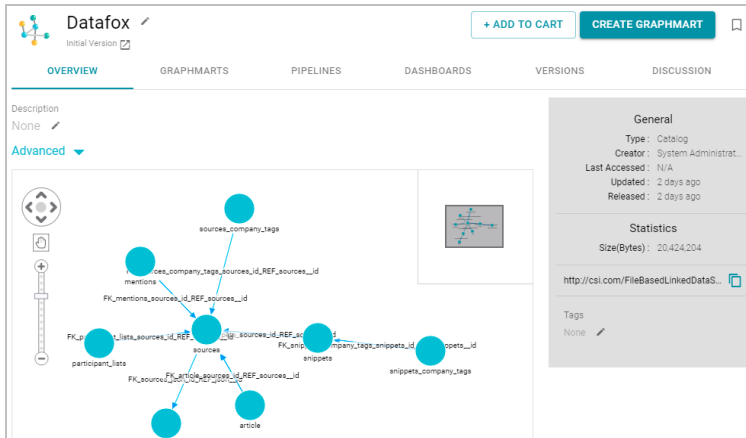 Datafox
Initial Version
+ ADD TO CART
CREATE GRAPHMART
OVERVIEW
GRAPHMARTS
PIPELINES
DASHBOARDS
VERSIONS
DISCUSSION
Description
None
Advanced
sources_company_tags
mentions
company_tags_sources_id_REF_sources__id
FK_mentions_sources_id_REF_sources__id
participant_lists
sources
snippets
snippets_company_tags
FK_article_sources_id_REF_sources__id
article
General
Type : Catalog
Creator : System Administrat...
Last Accessed : N/A
Updated : 2 days ago
Released : 2 days ago
Statistics
Size(Bytes) : 20,424,204
http://csi.com/FileBasedLinkedDataS...
Tags
None